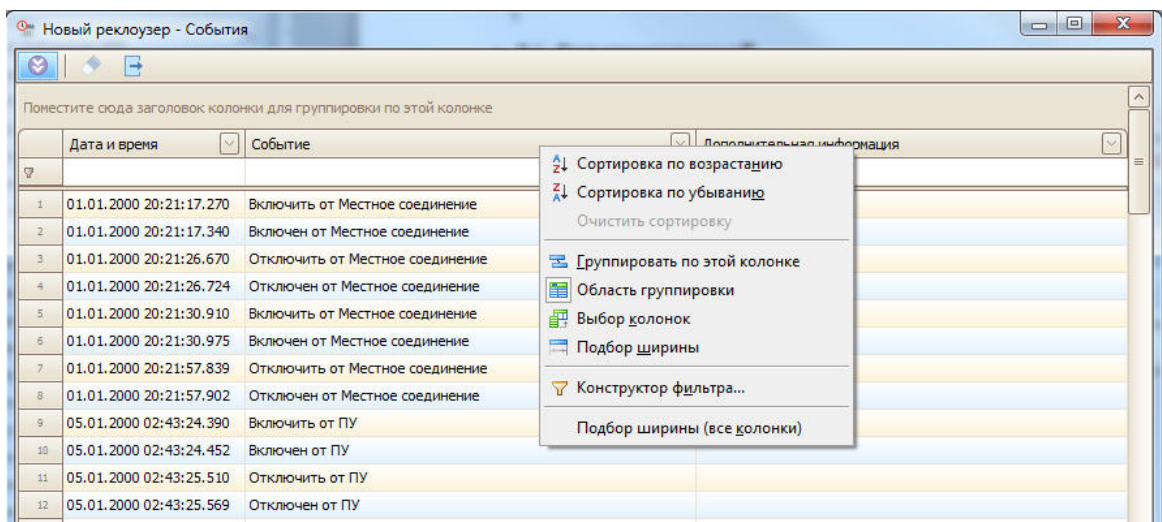 Новый реклоузер - События
Поместите сюда заголовок колонки для группировки по этой колонке
Дата и время Событие Дополнительная информация
1 01.01.2000 20:21:17.270 Включить от Местное соединение
2 01.01.2000 20:21:17.340 Включен от Местное соединение
3 01.01.2000 20:21:26.670 Отключить от Местное соединение
4 01.01.2000 20:21:26.724 Отключен от Местное соединение
5 01.01.2000 20:21:30.910 Включить от Местное соединение
6 01.01.2000 20:21:30.975 Включен от Местное соединение
7 01.01.2000 20:21:57.839 Отключить от Местное соединение
8 01.01.2000 20:21:57.902 Отключен от Местное соединение
9 05.01.2000 02:43:24.390 Включить от ПУ
10 05.01.2000 02:43:24.452 Включен от ПУ
11 05.01.2000 02:43:25.510 Отключить от ПУ
12 05.01.2000 02:43:25.569 Отключен от ПУ
Сортировка по возрастанию
Сортировка по убыванию
Очистить сортировку
Группировать по этой колонке
Область группировки
Выбор колонок
Подбор ширины
Конструктор фильтра...
Подбор ширины (все колонки)